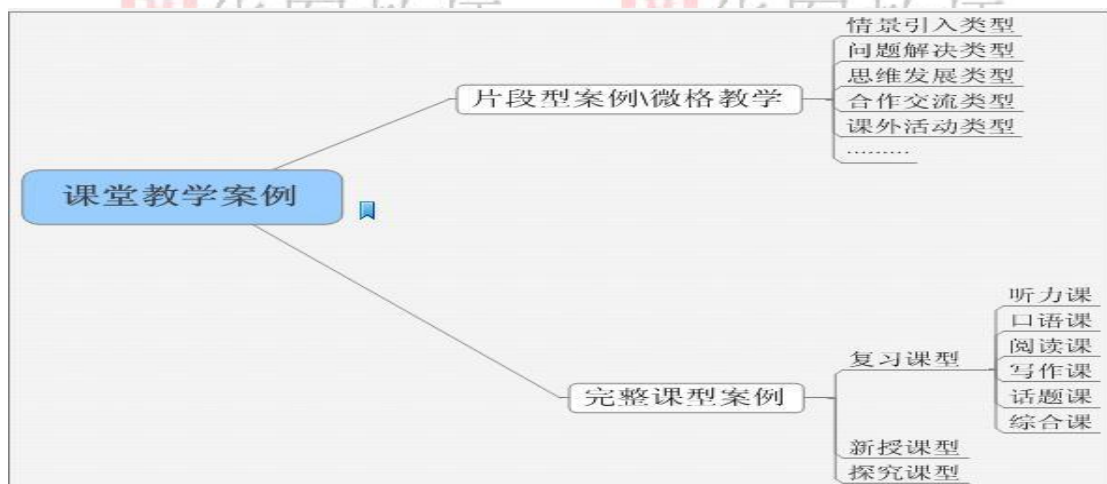 情景引入类型
问题解决类型
思维发展类型
片段型案例\微格教学
合作交流类型
课外活动类型
………
课堂教学案例
听力课
口语课
阅读课
复习课型
写作课
完整课型案例
话题课
综合课
新授课型
探究课型